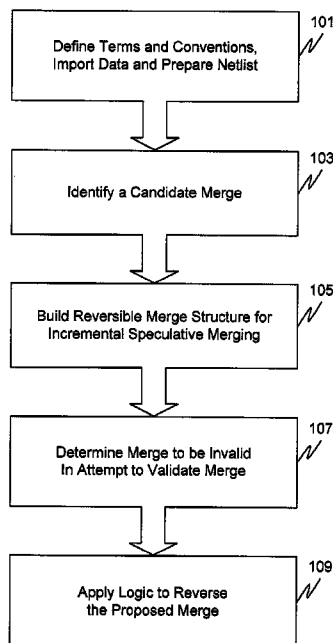 101
Define Terms and Conventions,
Import Data and Prepare Netlist
103
Identify a Candidate Merge
105
Build Reversible Merge Structure for
Incremental Speculative Merging
107
Determine Merge to be Invalid
In Attempt to Validate Merge
109
Apply Logic to Reverse
the Proposed Merge